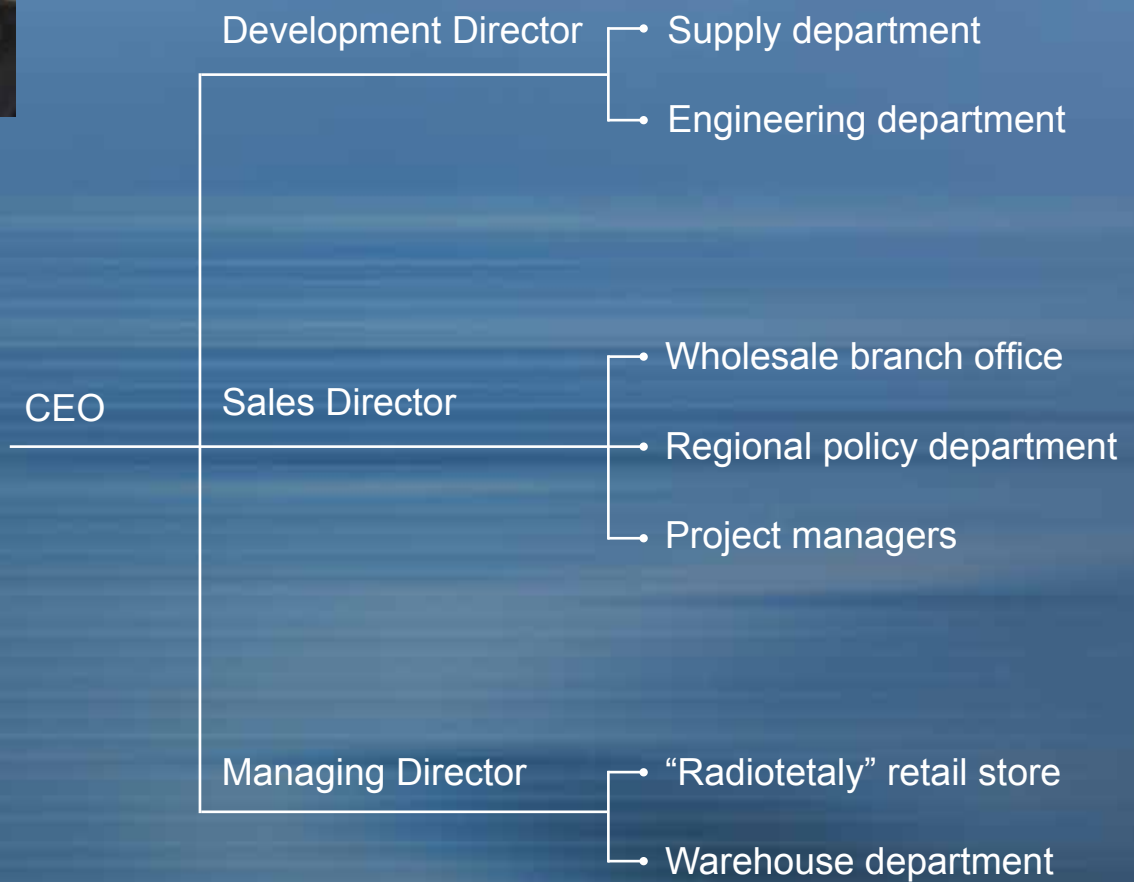 Development Director
Supply department
Engineering department
CEO
Sales Director
Wholesale branch office
Regional policy department
Project managers
Managing Director
“Radiotetaly” retail store
Warehouse department